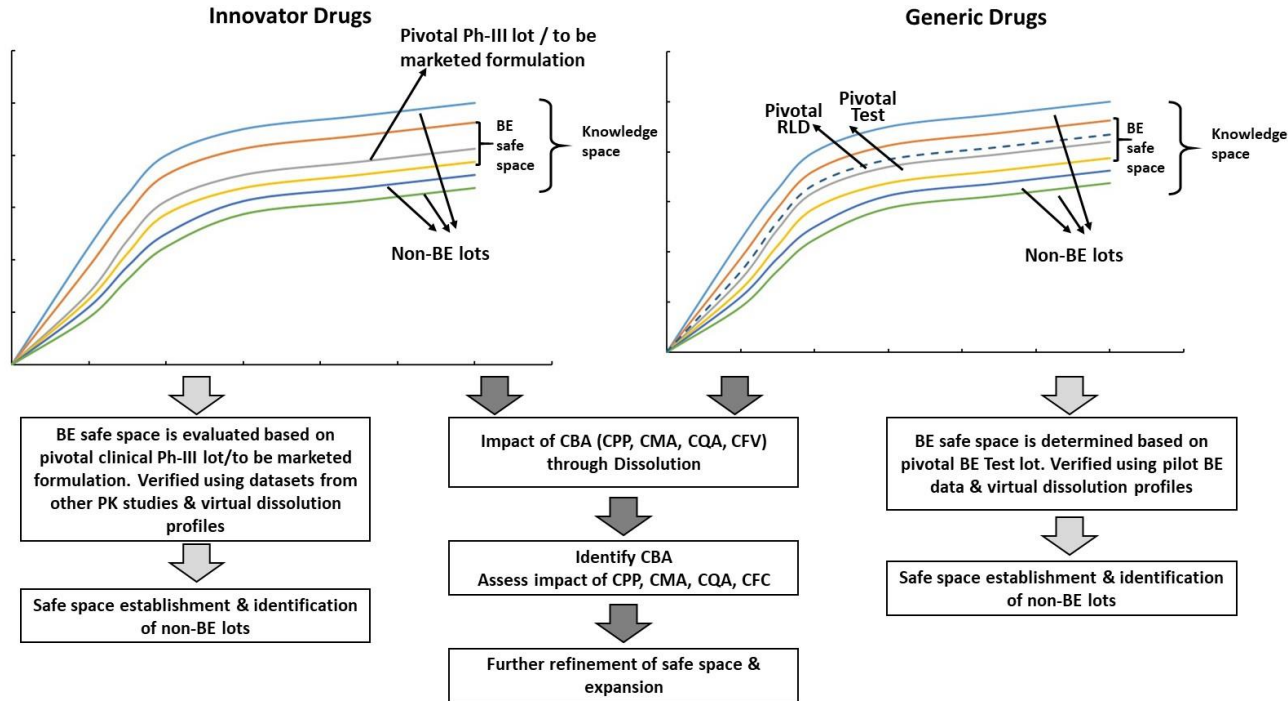 Innovator Drugs
Pivotal Ph-III lot / to be
marketed formulation
BE
safe
space
Knowledge
space
Non-BE lots
Generic Drugs
Pivotal
RLD
Pivotal
Test
BE
safe
space
Knowledge
space
Non-BE lots
BE safe space is evaluated based on
pivotal clinical Ph-III lot/to be marketed
formulation. Verified using datasets from
other PK studies & virtual dissolution
profiles
Safe space establishment & identification
of non-BE lots
Impact of CBA (CPP, CMA, CQA, CFV)
through Dissolution
Identify CBA
Assess impact of CPP, CMA, CQA, CFC
Further refinement of safe space &
expansion
BE safe space is determined based on
pivotal BE Test lot. Verified using pilot BE
data & virtual dissolution profiles
Safe space establishment & identification
of non-BE lots